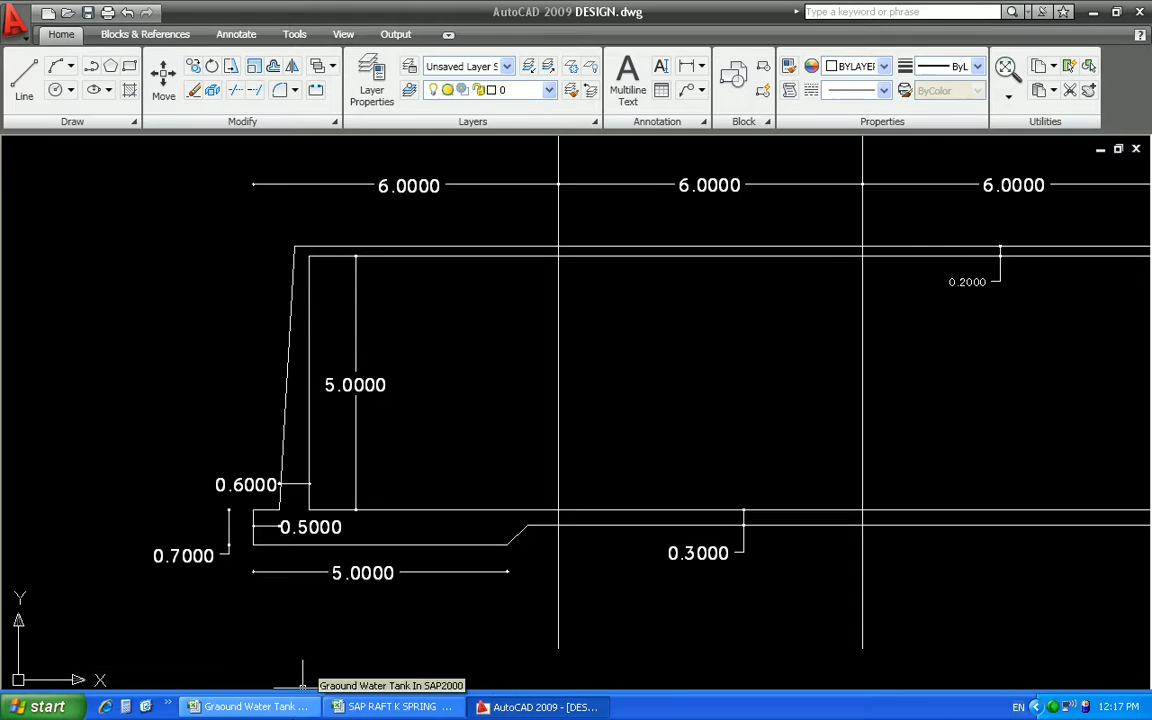 AutoCAD 2009 DESIGN.dwg
Type a keyword or phrase
Home
Blocks & References
Annotate
Tools
View
Output
Line
Move
Layer
Properties
Unsaved Layer S
0
Multiline
Text
BYLAYER
ByL
ByColor
Draw
Modify
Layers
Annotation
Block
Properties
Utilities
6.0000
6.0000
6.0000
0.2000
5.0000
0.6000
0.5000
0.7000
0.3000
5.0000
Y
X
Graound Water Tank In SAP2000
start
Graound Water Tank ...
SAP RAFT K SPRING ...
AutoCAD 2009 - [DES...
EN
12:17 PM